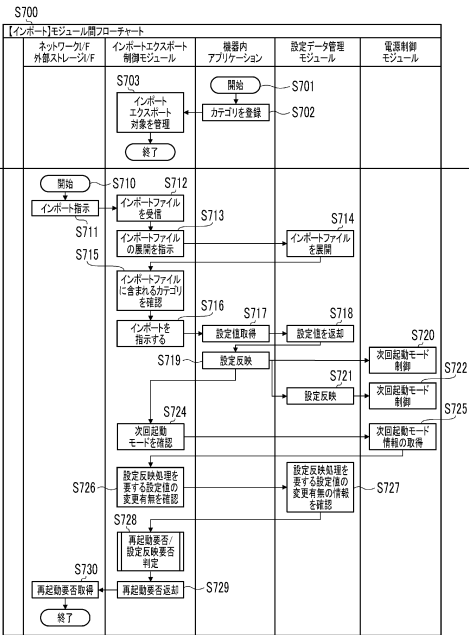 S700
【インポート】モジュール間フローチャート
ネットワークI/F
外部ストレージI/F
インポートエクスポート
制御モジュール
機器内
アプリケーション
設定データ管理
モジュール
電源制御
モジュール
S703
開始
S701
インポート
エクスポート
対象を管理
カテゴリを登録
S702
終了
開始
S710
S712
インポート指示
S711
インポートファイル
を受信
S713
インポートファイル
の展開を指示
S714
インポートファイル
を展開
S715
インポートファイル
に含まれるカテゴリ
を確認
S716
インポートを
指示する
S717
設定値取得
S718
設定値を返却
S719
設定反映
S720
次回起動モード
制御
S721
設定反映
S722
次回起動モード
制御
S724
次回起動
モードを確認
S725
次回起動モード
情報の取得
S726
設定反映処理を
要する設定値の
変更有無を確認
設定反映処理を
要する設定値の
変更有無の情報
を確認
S727
S728
再起動要否/
設定反映要否
判定
S730
再起動要否取得
再起動要否返却
S729
終了